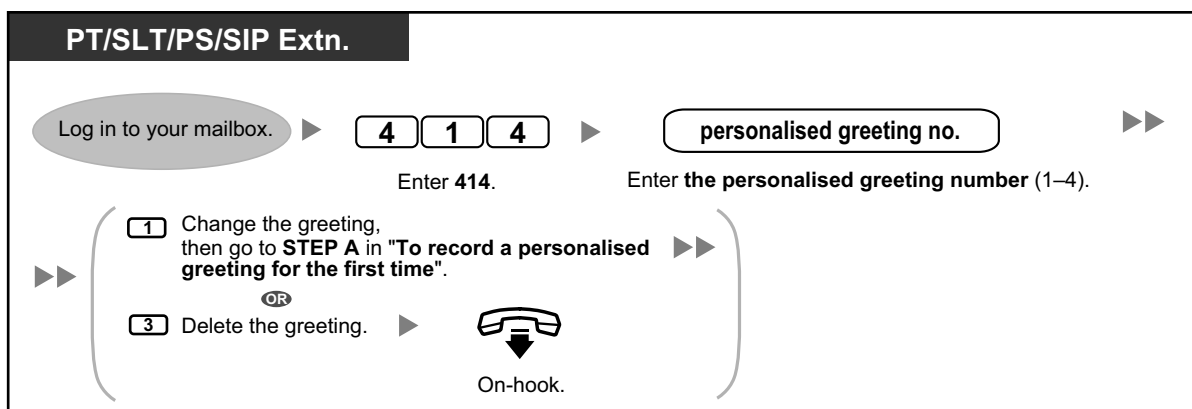 PT/SLT/PS/SIP Extn.
Log in to your mailbox.
4 1 4
personalised greeting no.
Enter 414.
Enter the personalised greeting number (1–4).
1 Change the greeting,
then go to STEP A in "To record a personalised
greeting for the first time".
OR
3 Delete the greeting.
On-hook.